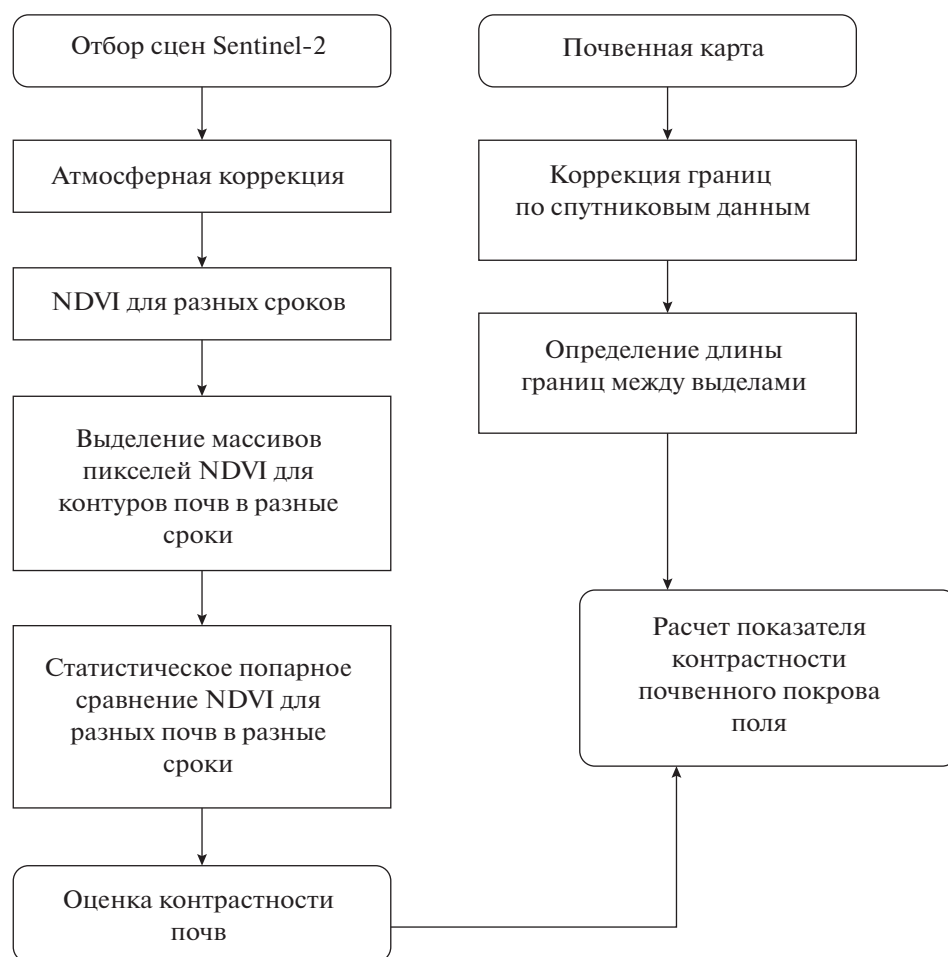 Отбор сцен Sentinel-2
Атмосферная коррекция
NDVI для разных сроков
Выделение массивов
пикселей NDVI для
контуров почв в разные
сроки
Статистическое попарное
сравнение NDVI для
разных почв в разные
сроки
Оценка контрастности
почв
Почвенная карта
Коррекция границ
по спутниковым данным
Определение длины
границ между выделами
Расчет показателя
контрастности
почвенного покрова
поля